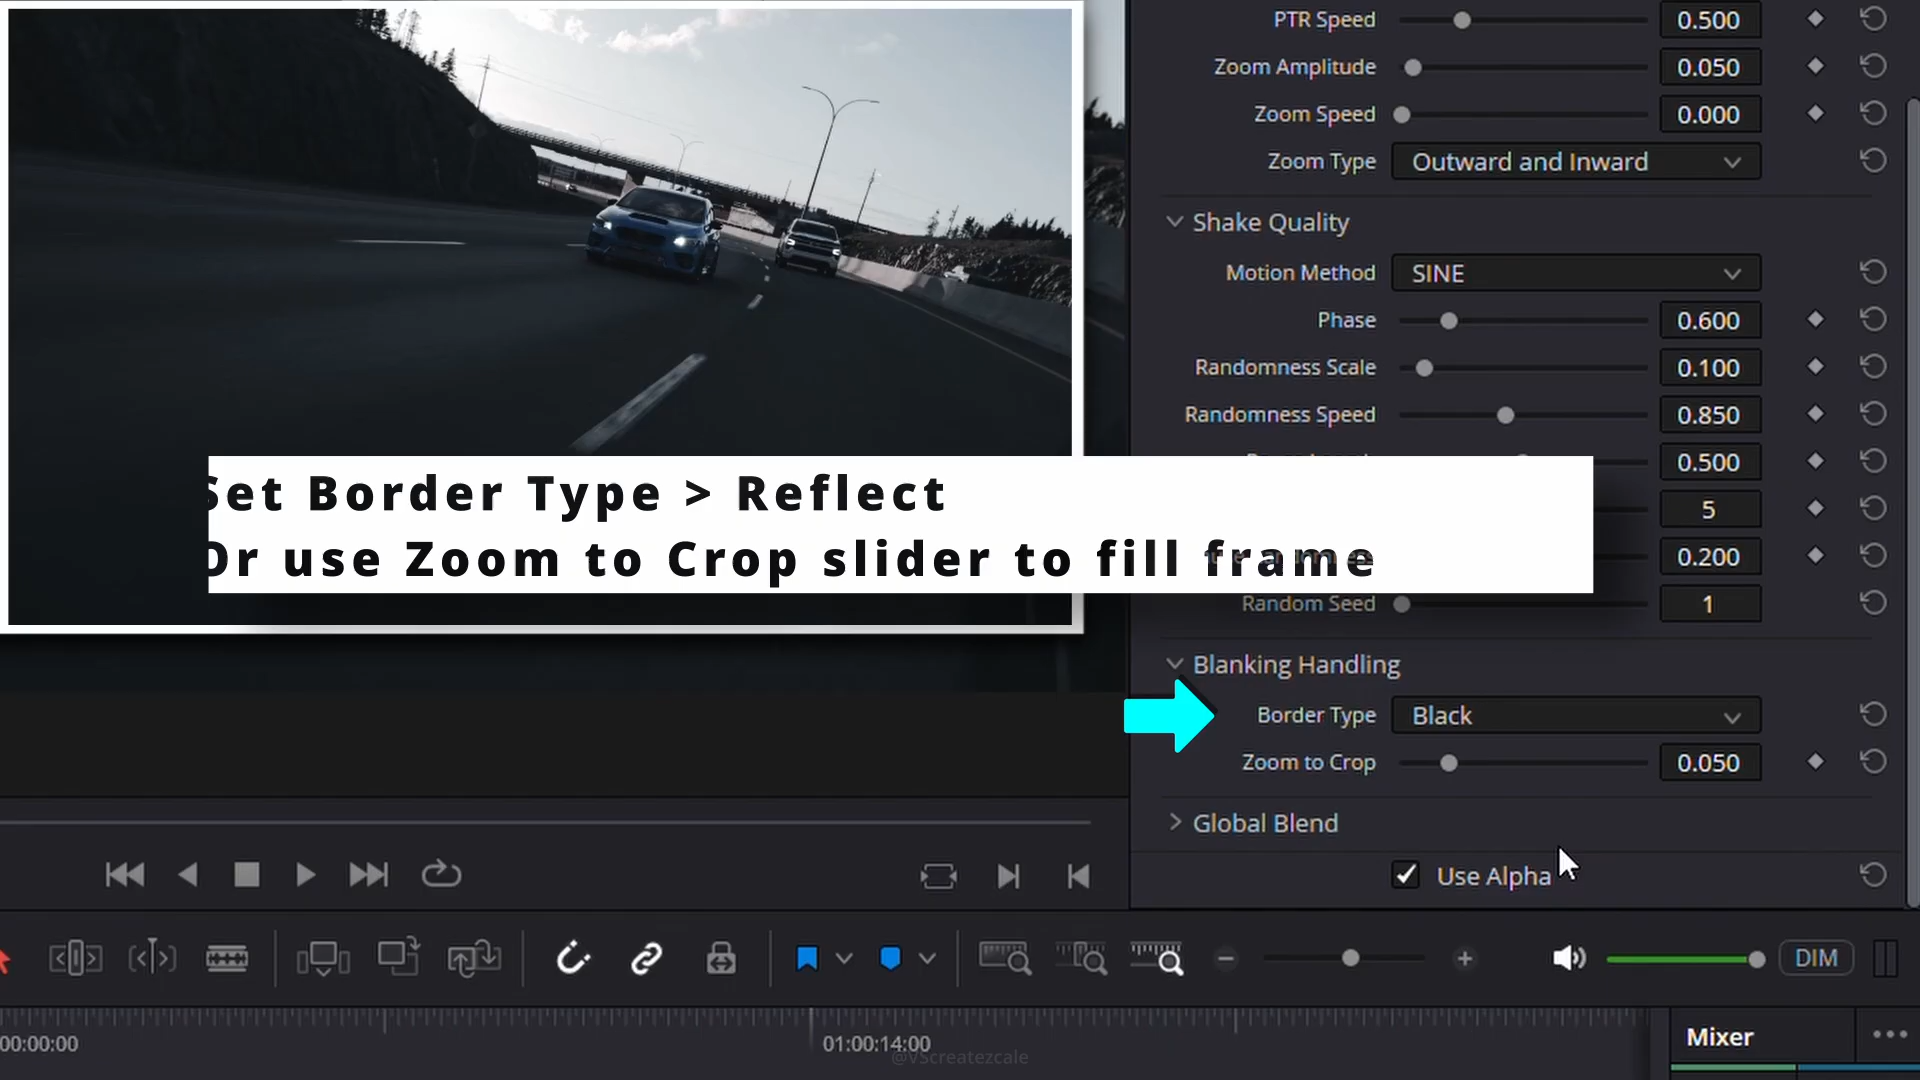 PTR Speed 0.500
Zoom Amplitude 0.050
Zoom Speed 0.000
Zoom Type Outward and Inward
Shake Quality
Motion Method SINE
Phase 0.600
Randomness Scale 0.100
Randomness Speed 0.850
0.500
Set Border Type > Reflect
5
Or use Zoom to Crop slider to fill frame
0.200
Random Seed 1
Blanking Handling
Border Type Black
Zoom to Crop 0.050
Global Blend
Use Alpha
DIM
00:00:00
01:00:14:00
@VScreatezcale
Mixer